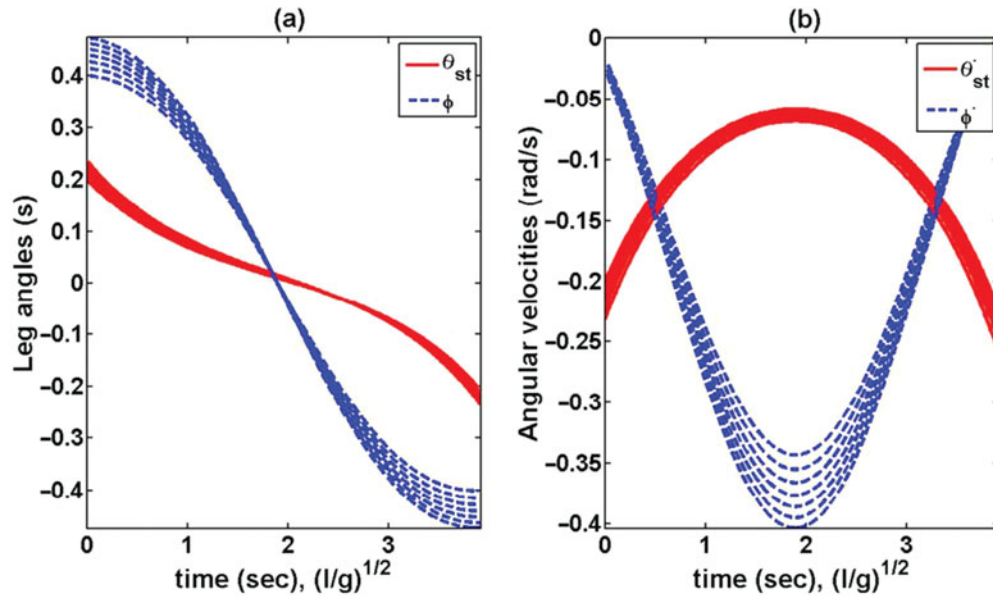 (a)
θst
ϕ
0.4
0.3
0.2
0.1
0
−0.1
−0.2
−0.3
−0.4
Leg angles (s)
0 1 2 3
time (sec), (l/g)^1/2
(b)
θ̇st
ϕ̇
0
−0.05
−0.1
−0.15
−0.2
−0.25
−0.3
−0.35
−0.4
Angular velocities (rad/s)
0 1 2 3
time (sec), (l/g)^1/2